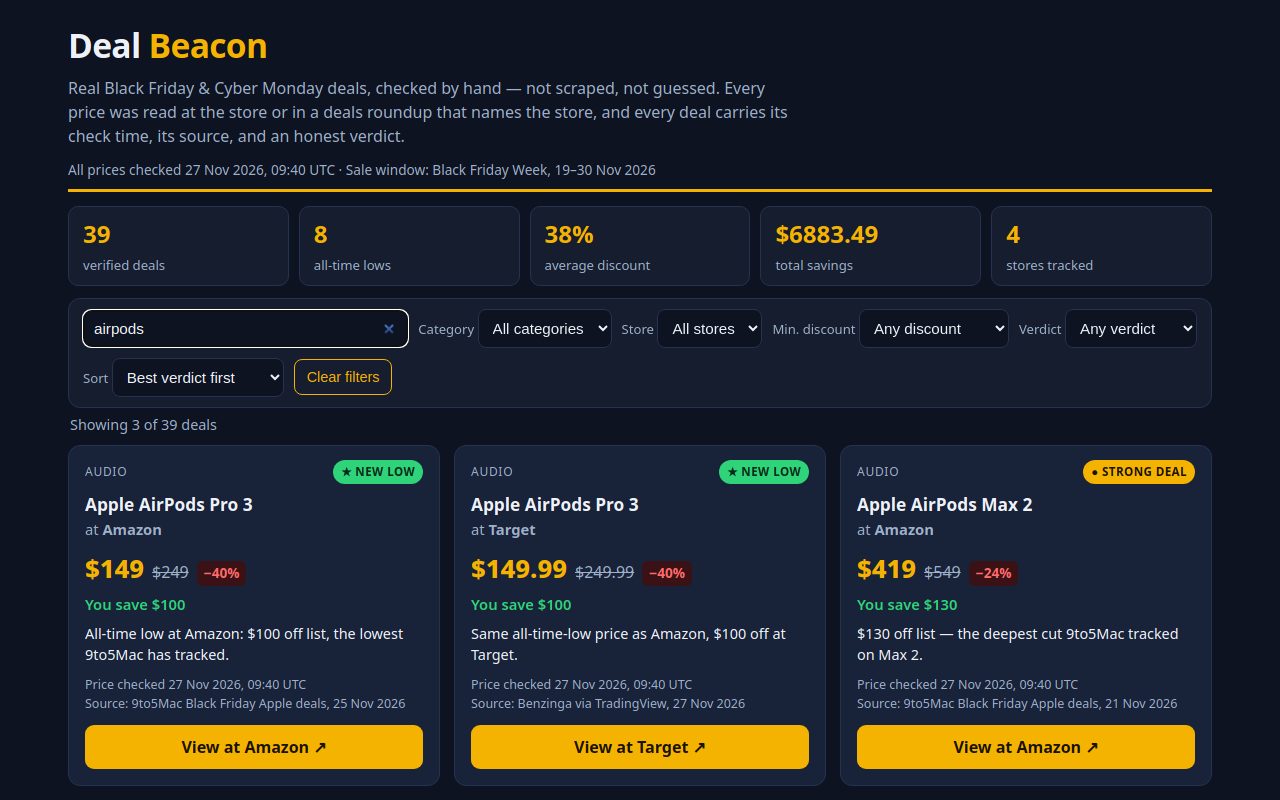 Deal Beacon
Real Black Friday & Cyber Monday deals, checked by hand — not scraped, not guessed. Every
price was read at the store or in a deals roundup that names the store, and every deal carries its
check time, its source, and an honest verdict.
All prices checked 27 Nov 2026, 09:40 UTC · Sale window: Black Friday Week, 19–30 Nov 2026
39
verified deals
8
all-time lows
38%
average discount
$6883.49
total savings
4
stores tracked
airpods
Category All categories
Store All stores
Min. discount Any discount
Verdict Any verdict
Sort Best verdict first
Clear filters
Showing 3 of 39 deals
AUDIO ★ NEW LOW
Apple AirPods Pro 3
at Amazon
$149 $249 −40%
You save $100
All-time low at Amazon: $100 off list, the lowest
9to5Mac has tracked.
Price checked 27 Nov 2026, 09:40 UTC
Source: 9to5Mac Black Friday Apple deals, 25 Nov 2026
View at Amazon ↗
AUDIO ★ NEW LOW
Apple AirPods Pro 3
at Target
$149.99 $249.99 −40%
You save $100
Same all-time-low price as Amazon, $100 off at
Target.
Price checked 27 Nov 2026, 09:40 UTC
Source: Benzinga via TradingView, 27 Nov 2026
View at Target ↗
AUDIO ● STRONG DEAL
Apple AirPods Max 2
at Amazon
$419 $549 −24%
You save $130
$130 off list — the deepest cut 9to5Mac tracked
on Max 2.
Price checked 27 Nov 2026, 09:40 UTC
Source: 9to5Mac Black Friday Apple deals, 21 Nov 2026
View at Amazon ↗